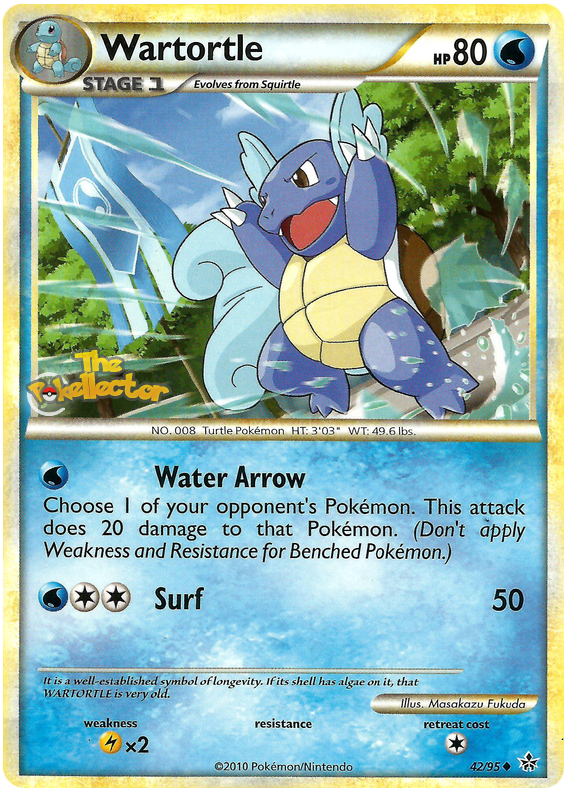 Wartortle
HP 80
STAGE 1
Evolves from Squirtle
The
Pokéllector
NO. 008 Turtle Pokémon HT: 3'03" WT: 49.6 lbs.
Water Arrow
Choose 1 of your opponent's Pokémon. This attack
does 20 damage to that Pokémon. (Don't apply
Weakness and Resistance for Benched Pokémon.)
Surf 50
It is a well-established symbol of longevity. If its shell has algae on it, that
WARTORTLE is very old.
Illus. Masakazu Fukuda
weakness resistance retreat cost
×2
©2010 Pokémon/Nintendo
42/95